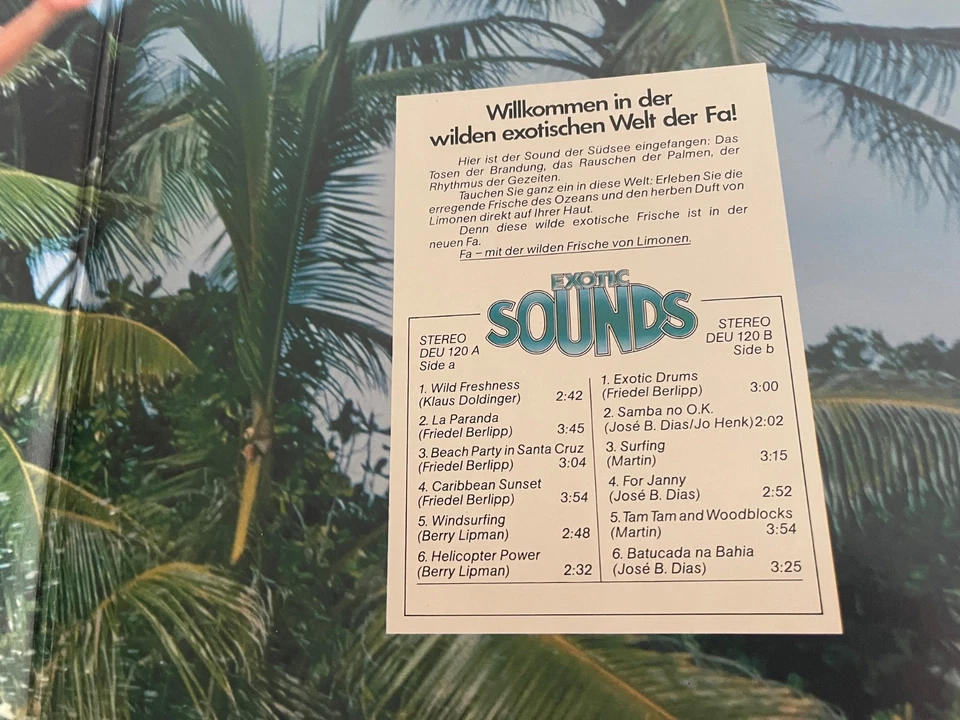 Willkommen in der
wilden exotischen Welt der Fa!
Hier ist der Sound der Südsee eingefangen: Das
Tosen der Brandung, das Rauschen der Palmen, der
Rhythmus der Gezeiten.
Tauchen Sie ganz ein in diese Welt: Erleben Sie die
erregende Frische des Ozeans und den herben Duft von
Limonen direkt auf Ihrer Haut.
Denn diese wilde exotische Frische ist in der
neuen Fa.
Fa – mit der wilden Frische von Limonen.
EXOTIC
SOUNDS
STEREO
DEU 120 A
Side a
1. Wild Freshness
(Klaus Doldinger) 2:42
2. La Paranda
(Friedel Berlipp) 3:45
3. Beach Party in Santa Cruz
(Friedel Berlipp) 3:04
4. Caribbean Sunset
(Friedel Berlipp) 3:54
5. Windsurfing
(Berry Lipman) 2:48
6. Helicopter Power
(Berry Lipman) 2:32
STEREO
DEU 120 B
Side b
1. Exotic Drums
(Friedel Berlipp) 3:00
2. Samba no O.K.
(José B. Dias/Jo Henk) 2:02
3. Surfing
(Martin) 3:15
4. For Janny
(José B. Dias) 2:52
5. Tam Tam and Woodblocks
(Martin) 3:54
6. Batucada na Bahia
(José B. Dias) 3:25